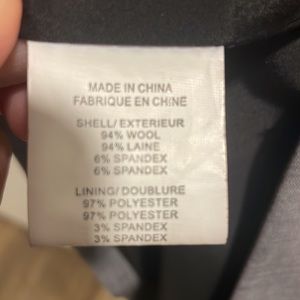 MADE IN CHINA
FABRIQUE EN CHINE
SHELL/ EXTERIEUR
94% WOOL
94% LAINE
6% SPANDEX
6% SPANDEX
LINING/ DOUBLURE
97% POLYESTER
97% POLYESTER
3% SPANDEX
3% SPANDEX